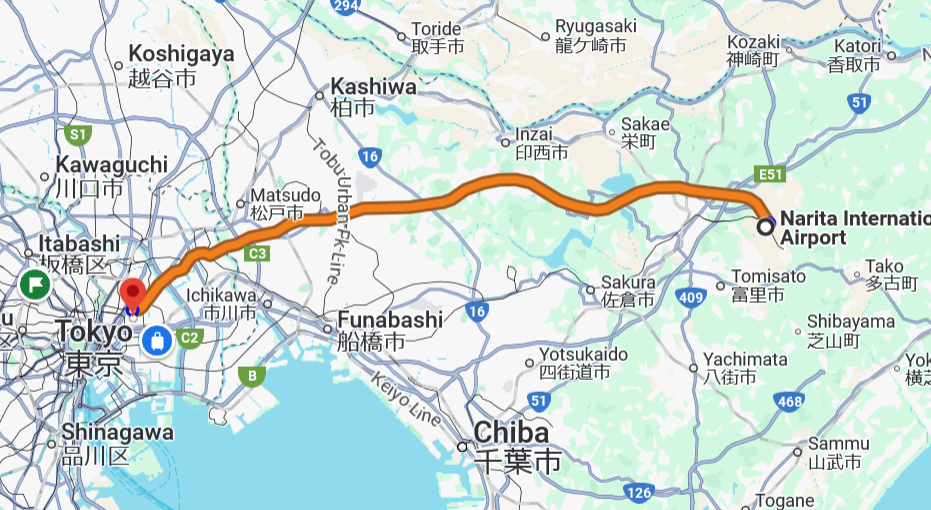 294
Toride
取手市
Ryugasaki
龍ケ崎市
Kozaki
神崎町
Katori
香取市
N
Koshigaya
越谷市
Kashiwa
柏市
51
S1
Inzai
印西市
Sakae
栄町
16
Tobu Urban Pk Line
Kawaguchi
川口市
E51
Matsudo
松戸市
Narita Internatio
Airport
Itabashi
板橋区
C3
Tako
多古町
Tomisato
富里市
Sakura
佐倉市
409
Ichikawa
市川市
16
Funabashi
船橋市
u
区
Tokyo
東京
C2
Shibayama
芝山町
Yotsukaido
四街道市
Yachimata
八街市
Yok
横芝
B
Keiyo Line
51
468
Shinagawa
品川区
Chiba
千葉市
Sammu
山武市
126
Togane